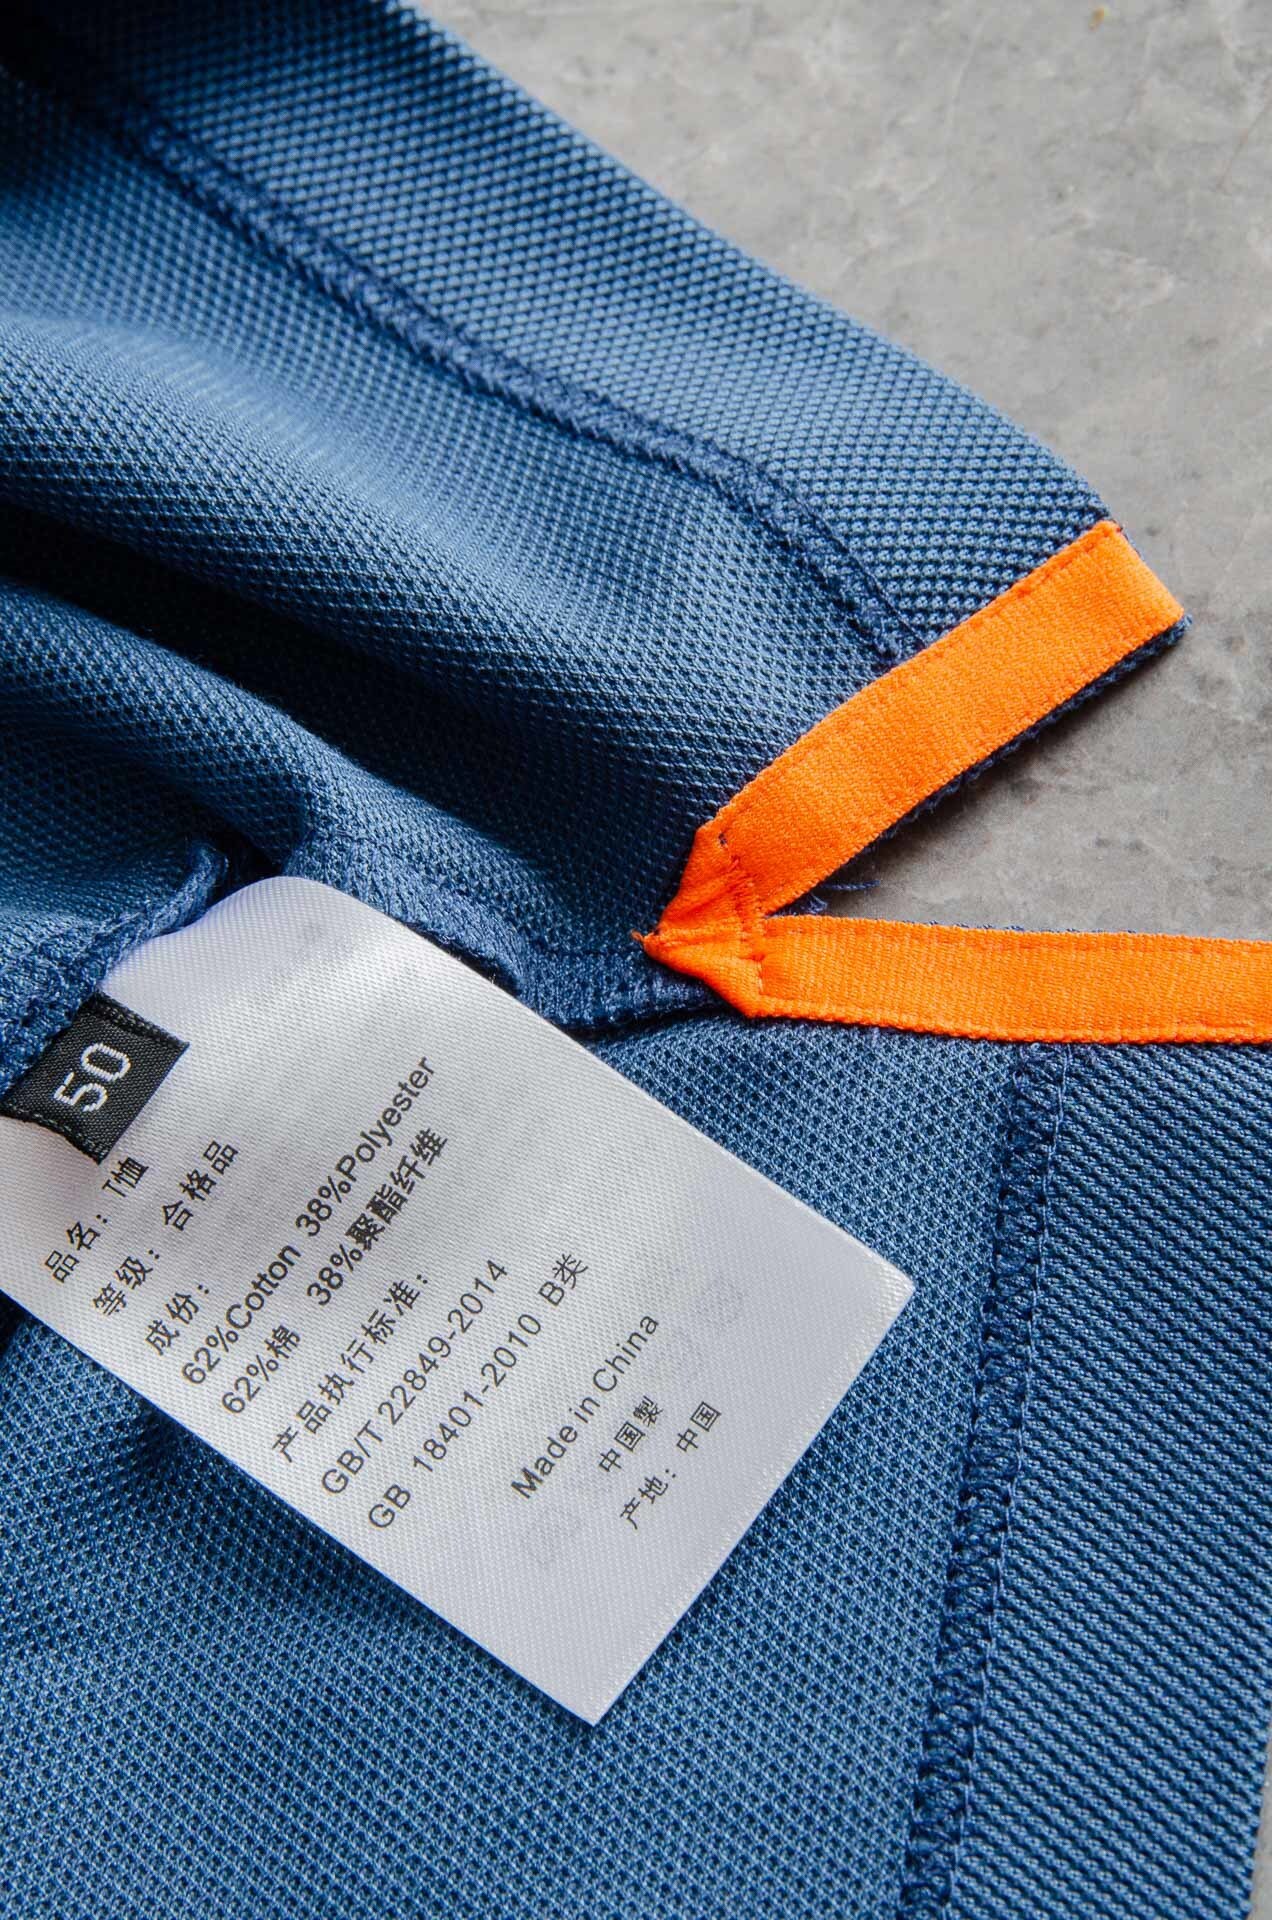 50
品名：T恤
等级：合格品
成份：
62%Cotton 38%Polyester
62%棉 38%聚酯纤维
产品执行标准：
GB/T 22849-2014
GB 18401-2010 B类
Made in China
中国製
产地：中国